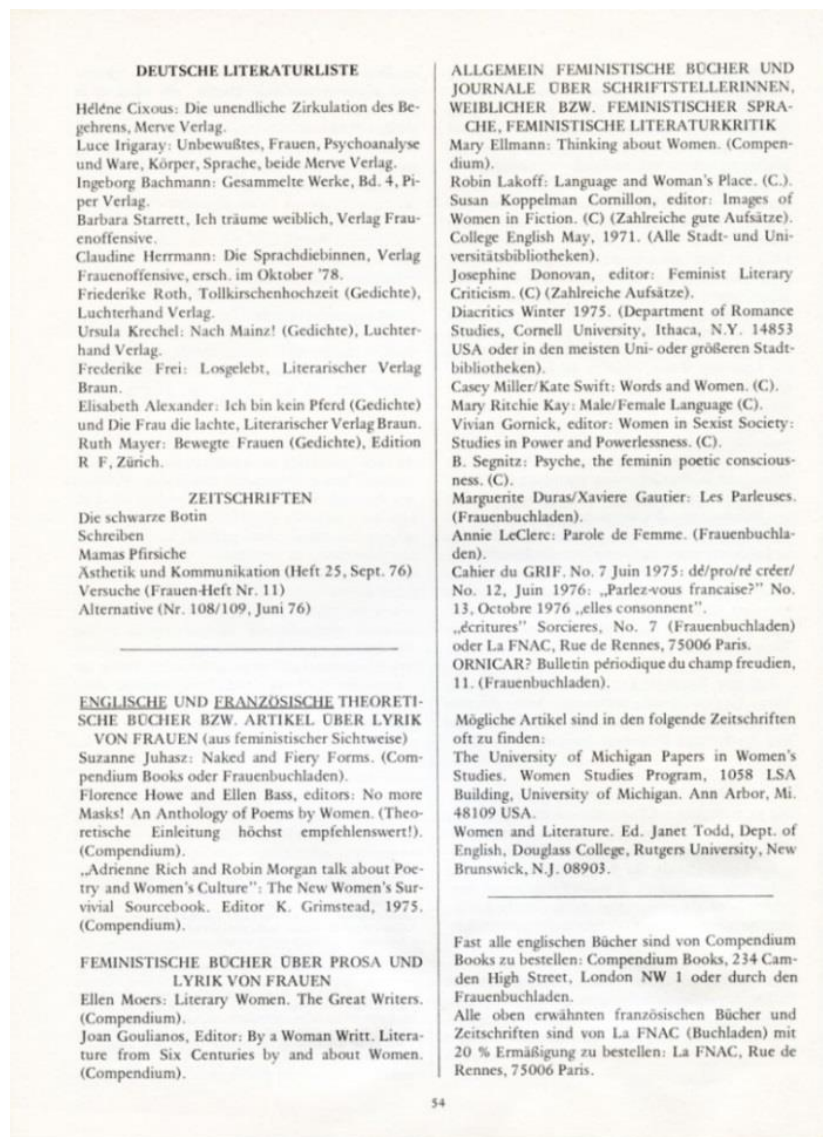 DEUTSCHE LITERATURLISTE
Héléne Cixous: Die unendliche Zirkulation des Be-
gehrens, Merve Verlag.
Luce Irigaray: Unbewußtes, Frauen, Psychoanalyse
und Ware, Körper, Sprache, beide Merve Verlag.
Ingeborg Bachmann: Gesammelte Werke, Bd. 4, Pi-
per Verlag.
Barbara Starrett, Ich träume weiblich, Verlag Frau-
enoffensive.
Claudine Herrmann: Die Sprachdiebinnen, Verlag
Frauenoffensive, ersch. im Oktober '78.
Friederike Roth, Tollkirschenhochzeit (Gedichte),
Luchterhand Verlag.
Ursula Krechel: Nach Mainz! (Gedichte), Luchter-
hand Verlag.
Frederike Frei: Losgelebt, Literarischer Verlag
Braun.
Elisabeth Alexander: Ich bin kein Pferd (Gedichte)
und Die Frau die lachte, Literarischer Verlag Braun.
Ruth Mayer: Bewegte Frauen (Gedichte), Edition
R F, Zürich.
ZEITSCHRIFTEN
Die schwarze Botin
Schreiben
Mamas Pfirsiche
Ästhetik und Kommunikation (Heft 25, Sept. 76)
Versuche (Frauen-Heft Nr. 11)
Alternative (Nr. 108/109, Juni 76)
ENGLISCHE UND FRANZÖSISCHE THEORETI-
SCHE BÜCHER BZW. ARTIKEL ÜBER LYRIK
VON FRAUEN (aus feministischer Sichtweise)
Suzanne Juhasz: Naked and Fiery Forms. (Com-
pendium Books oder Frauenbuchladen).
Florence Howe und Ellen Bass, editors: No more
Masks! An Anthology of Poems by Women. (Theo-
retische Einleitung höchst empfehlenswert!).
(Compendium).
„Adrienne Rich and Robin Morgan talk about Poe-
try and Women's Culture": The New Women's Sur-
vivial Sourcebook. Editor K. Grimstead, 1975.
(Compendium).
FEMINISTISCHE BÜCHER ÜBER PROSA UND
LYRIK VON FRAUEN
Ellen Moers: Literary Women. The Great Writers.
(Compendium).
Joan Goulianos, Editor: By a Woman Writt. Litera-
ture from Six Centuries by and about Women.
(Compendium).
ALLGEMEIN FEMINISTISCHE BÜCHER UND
JOURNALE ÜBER SCHRIFTSTELLERINNEN,
WEIBLICHER BZW. FEMINISTISCHER SPRA-
CHE, FEMINISTISCHE LITERATURKRITIK
Mary Ellmann: Thinking about Women. (Compen-
dium).
Robin Lakoff: Language and Woman's Place. (C.).
Susan Koppelman Cornillon, editor: Images of
Women in Fiction. (C) (Zahlreiche gute Aufsätze).
College English May, 1971. (Alle Stadt- und Uni-
versitätsbibliotheken).
Josephine Donovan, editor: Feminist Literary
Criticism. (C) (Zahlreiche Aufsätze).
Diacritics Winter 1975. (Department of Romance
Studies, Cornell University, Ithaca, N.Y. 14853
USA oder in den meisten Uni- oder größeren Stadt-
bibliotheken).
Casey Miller/Kate Swift: Words and Women. (C).
Mary Ritchie Kay: Male/Female Language (C).
Vivian Gornick, editor: Women in Sexist Society:
Studies in Power and Powerlessness. (C).
B. Segnitz: Psyche, the feminin poetic conscious-
ness. (C).
Marguerite Duras/Xaviere Gautier: Les Parleuses.
(Frauenbuchladen).
Annie LeClerc: Parole de Femme. (Frauenbuchla-
den).
Cahier du GRIF. No. 7 Juin 1975: dé/pro/ré créer/
No. 12, Juin 1976: „Parlez-vous francaise?" No.
13, Octobre 1976 „elles consonnent".
„écritures" Sorcieres, No. 7 (Frauenbuchladen)
oder La FNAC, Rue de Rennes, 75006 Paris.
ORNICAR? Bulletin périodique du champ freudien,
11. (Frauenbuchladen).
Mögliche Artikel sind in den folgende Zeitschriften
oft zu finden:
The University of Michigan Papers in Women's
Studies. Women Studies Program, 1058 LSA
Building, University of Michigan. Ann Arbor, Mi.
48109 USA.
Women and Literature. Ed. Janet Todd, Dept. of
English, Douglass College, Rutgers University, New
Brunswick, N.J. 08903.
Fast alle englischen Bücher sind von Compendium
Books zu bestellen: Compendium Books, 234 Cam-
den High Street, London NW 1 oder durch den
Frauenbuchladen.
Alle oben erwähnten französischen Bücher und
Zeitschriften sind von La FNAC (Buchladen) mit
20 % Ermäßigung zu bestellen: La FNAC, Rue de
Rennes, 75006 Paris.
54